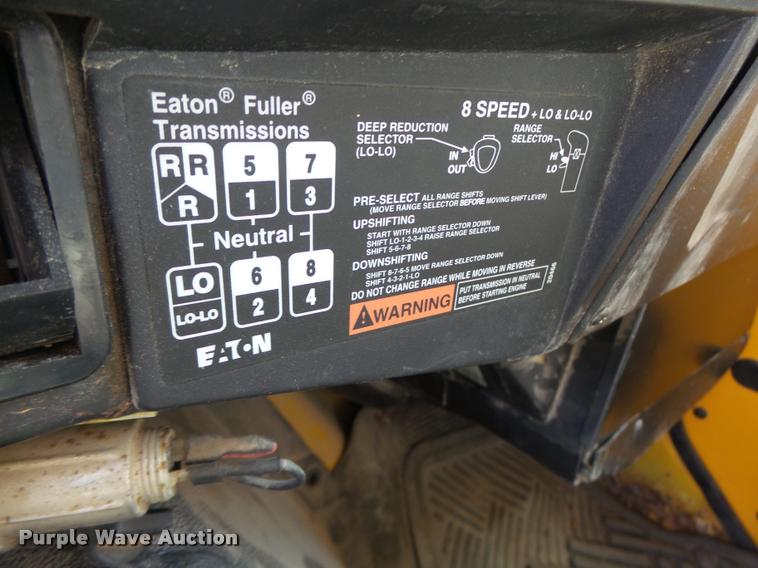 Eaton® Fuller®
Transmissions
8 SPEED + LO & LO-LO
DEEP REDUCTION
SELECTOR
(LO-LO)
IN
OUT
RANGE
SELECTOR
HI
LO
R R
R
5
1
7
3
Neutral
LO
LO-LO
6
2
8
4
EATON
PRE-SELECT ALL RANGE SHIFTS
(MOVE RANGE SELECTOR BEFORE MOVING SHIFT LEVER)
UPSHIFTING
START WITH RANGE SELECTOR DOWN
SHIFT LO-1-2-3-4 RAISE RANGE SELECTOR
SHIFT 5-6-7-8
DOWNSHIFTING
SHIFT 8-7-6-5 MOVE RANGE SELECTOR DOWN
SHIFT 4-3-2-1-LO
DO NOT CHANGE RANGE WHILE MOVING IN REVERSE
WARNING
PUT TRANSMISSION IN NEUTRAL
BEFORE STARTING ENGINE
20466
Purple Wave Auction